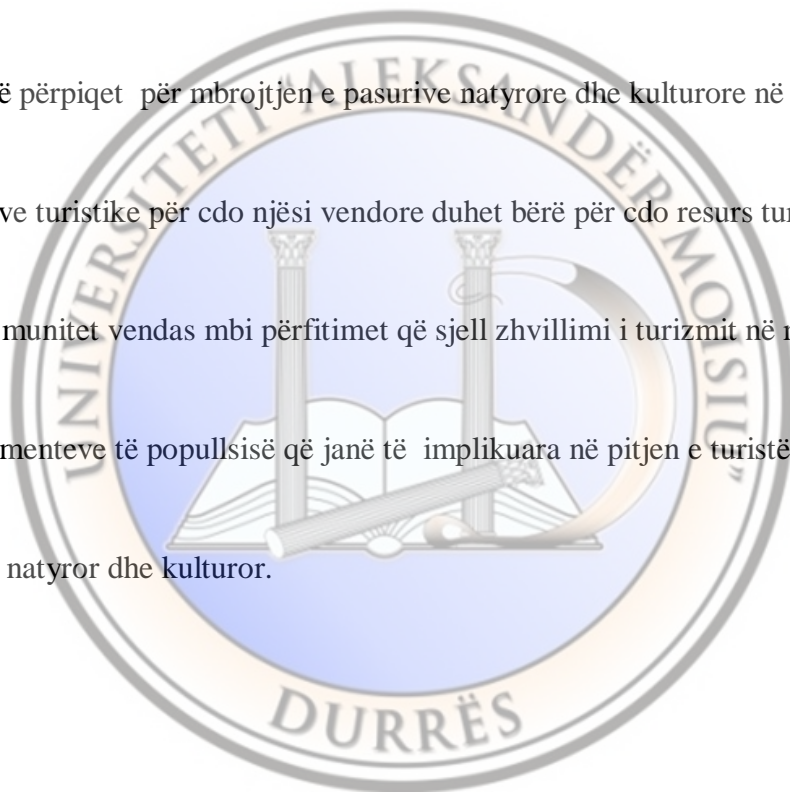 ë përpiqet për mbrojtjen e pasurive natyrore dhe kulturore në
ve turistike për cdo njësi vendore duhet bërë për cdo resurs tur
munitet vendas mbi përfitimet që sjell zhvillimi i turizmit në r
menteve të popullsisë që janë të implikuara në pitjen e turistë
natyror dhe kulturor.
UNIVERSITETI "ALEKSANDËR MOISIU"
DURRËS